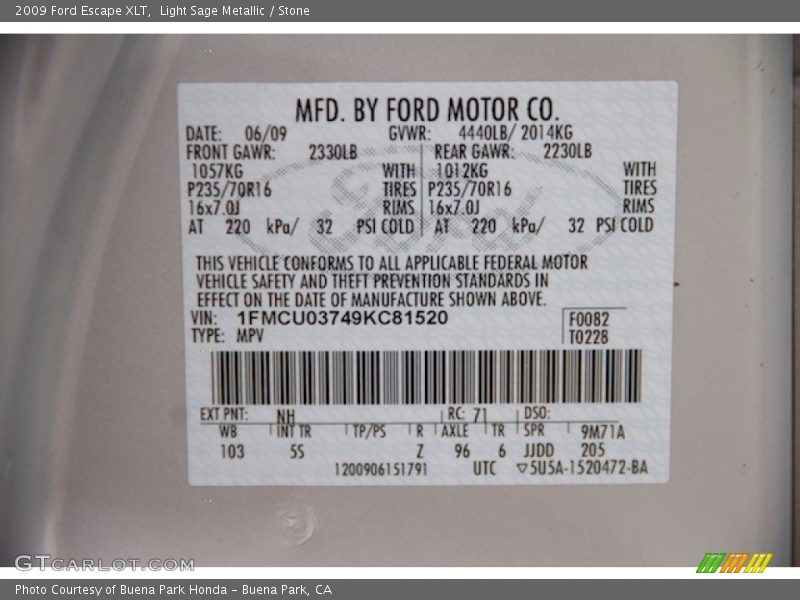 2009 Ford Escape XLT,  Light Sage Metallic / Stone
MFD. BY FORD MOTOR CO.
DATE: 06/09 GVWR: 4440LB/ 2014KG
FRONT GAWR: 2330LB REAR GAWR: 2230LB
1057KG WITH 1012KG WITH
P235/70R16 TIRES P235/70R16 TIRES
16x7.0J RIMS 16x7.0J RIMS
AT 220 kPa/ 32 PSI COLD AT 220 kPa/ 32 PSI COLD
THIS VEHICLE CONFORMS TO ALL APPLICABLE FEDERAL MOTOR
VEHICLE SAFETY AND THEFT PREVENTION STANDARDS IN
EFFECT ON THE DATE OF MANUFACTURE SHOWN ABOVE.
VIN: 1FMCU03749KC81520 F0082
TYPE: MPV T0228
EXT PNT: NH RC: 71 DSO:
WB INT TR TP/PS R AXLE TR SPR 9M71A
103 5S Z 96 6 JJDD 205
1200906151791 UTC ▽5U5A-1520472-BA
GTCARLOT.COM
Photo Courtesy of Buena Park Honda - Buena Park, CA